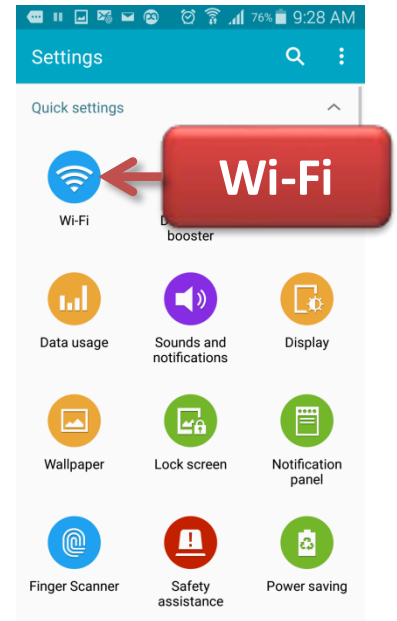 76% 9:28 AM
Settings
Quick settings
Wi-Fi
Wi-Fi
booster
Data usage
Sounds and
notifications
Display
Wallpaper
Lock screen
Notification
panel
Finger Scanner
Safety
assistance
Power saving